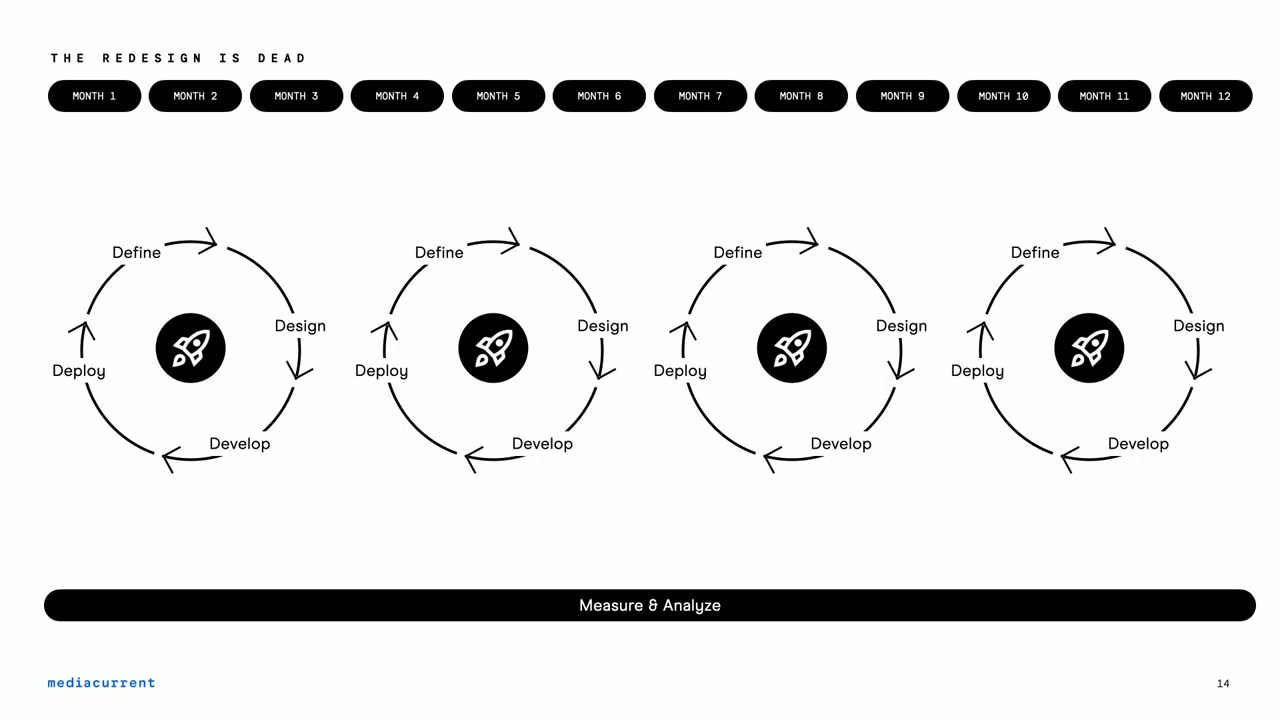 THE REDESIGN IS DEAD
MONTH 1 MONTH 2 MONTH 3 MONTH 4 MONTH 5 MONTH 6 MONTH 7 MONTH 8 MONTH 9 MONTH 10 MONTH 11 MONTH 12
Define Define Define Define
Design Design Design Design
Deploy Deploy Deploy Deploy
Develop Develop Develop Develop
Measure & Analyze
mediacurrent 14